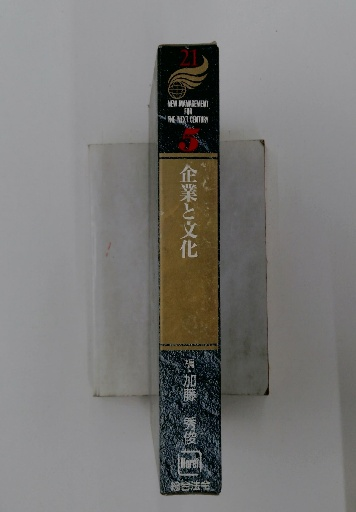 21
NEW MANAGEMENT
FOR
THE NEXT CENTURY
5
企業と文化
編・加藤 秀俊
Horei
総合法令